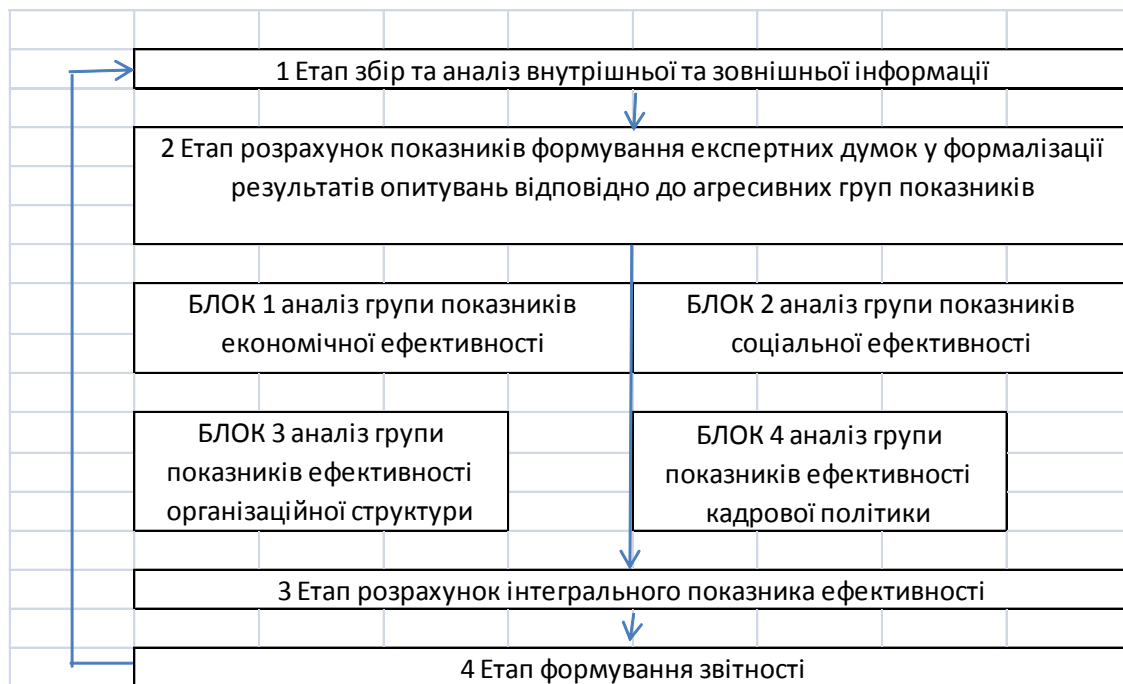 1 Етап збір та аналіз внутрішньої та зовнішньої інформації
2 Етап розрахунок показників формування експертних думок у формалізації
результатів опитувань відповідно до агресивних груп показників
БЛОК 1 аналіз групи показників
економічної ефективності
БЛОК 2 аналіз групи показників
соціальної ефективності
БЛОК 3 аналіз групи
показників ефективності
організаційної структури
БЛОК 4 аналіз групи
показників ефективності
кадрової політики
3 Етап розрахунок інтегрального показника ефективності
4 Етап формування звітності